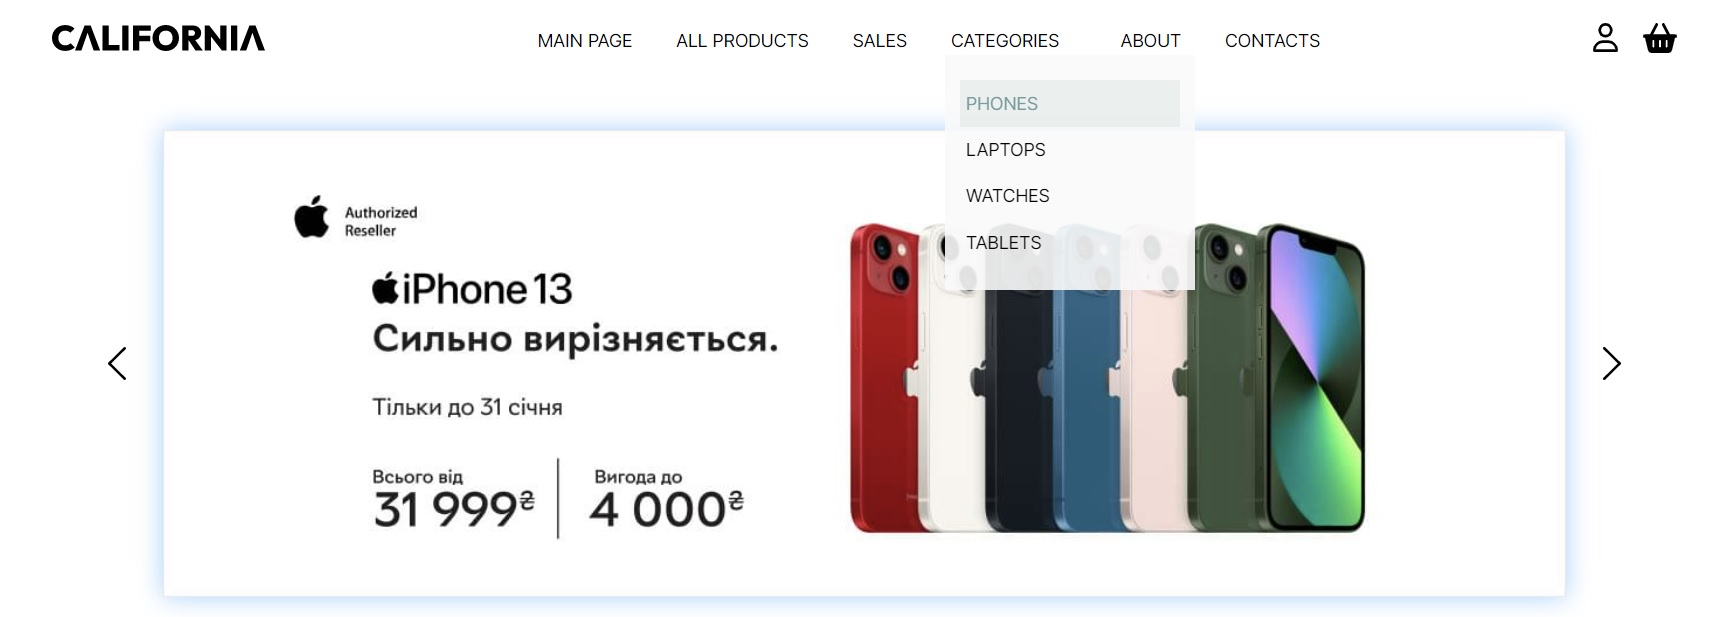 CALIFORNIA
MAIN PAGE
ALL PRODUCTS
SALES
CATEGORIES
ABOUT
CONTACTS
PHONES
LAPTOPS
WATCHES
TABLETS
Authorized
Reseller
iPhone 13
Сильно вирізняється.
Тільки до 31 січня
Всього від
31 999₴
Вигода до
4 000₴